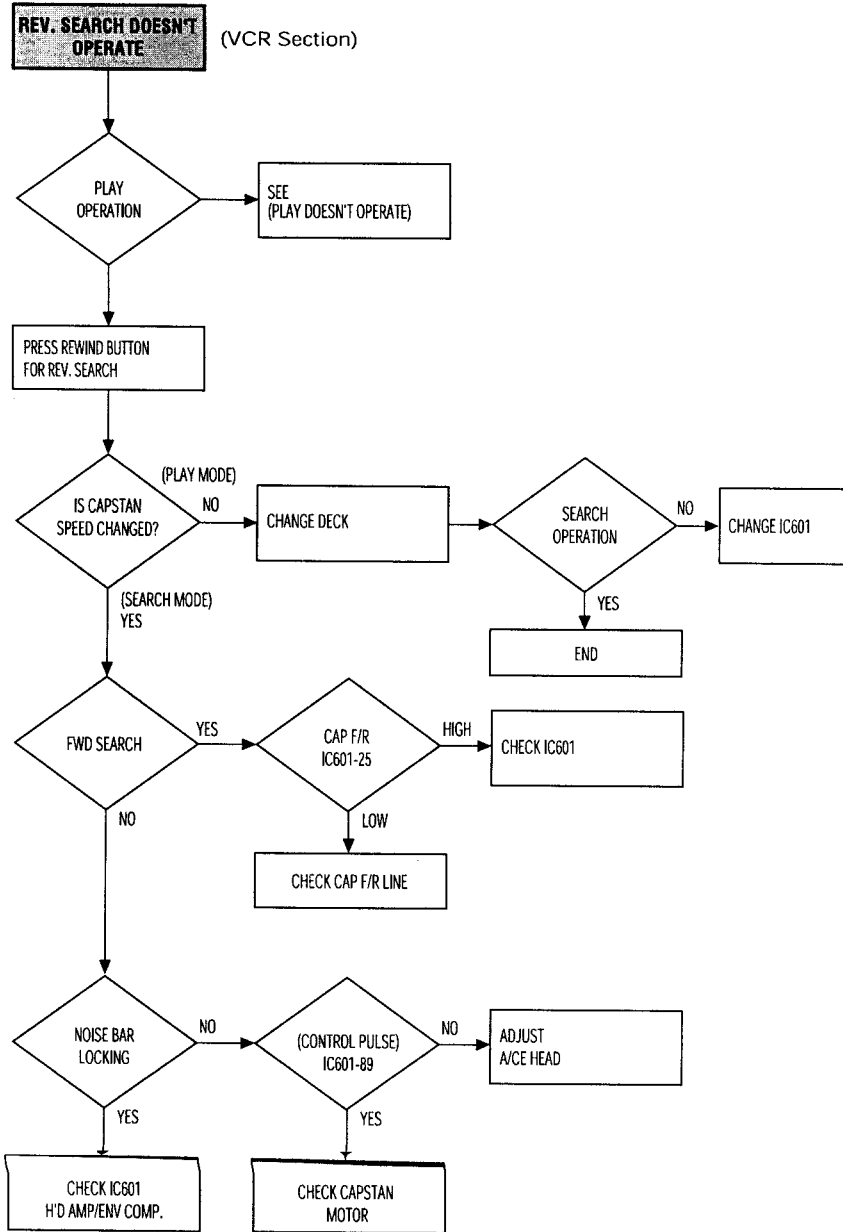 REV. SEARCH DOESN'T
OPERATE
(VCR Section)
PLAY
OPERATION
SEE
(PLAY DOESN'T OPERATE)
PRESS REWIND BUTTON
FOR REV. SEARCH
IS CAPSTAN
SPEED CHANGED?
(PLAY MODE)
NO
CHANGE DECK
SEARCH
OPERATION
NO
CHANGE IC601
YES
END
(SEARCH MODE)
YES
FWD SEARCH
YES
CAP F/R
IC601-25
HIGH
CHECK IC601
LOW
CHECK CAP F/R LINE
NO
NOISE BAR
LOCKING
NO
(CONTROL PULSE)
IC601-89
NO
ADJUST
A/CE HEAD
YES
CHECK IC601
H'D AMP/ENV COMP.
YES
CHECK CAPSTAN
MOTOR